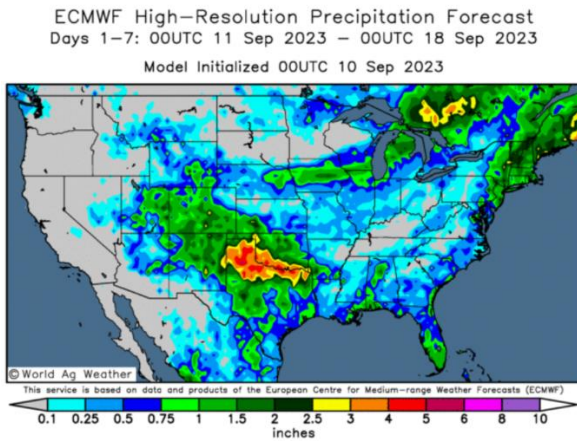 ECMWF High-Resolution Precipitation Forecast
Days 1-7: 00UTC 11 Sep 2023 - 00UTC 18 Sep 2023
Model Initialized 00UTC 10 Sep 2023
© World Ag Weather
This service is based on data and products of the European Centre for Medium-range Weather Forecasts (ECMWF)
0.1 0.25 0.5 0.75 1 1.5 2 2.5 3 4 5 6 8 10
inches